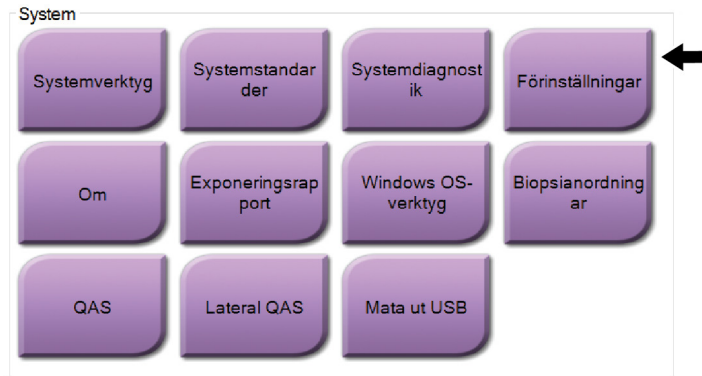 System
Systemverktyg
Systemstandar
der
Systemdiagnost
ik
Förinställningar
Om
Exponeringsrap
port
Windows OS-
verktyg
Biopsianordning
ar
QAS
Lateral QAS
Mata ut USB